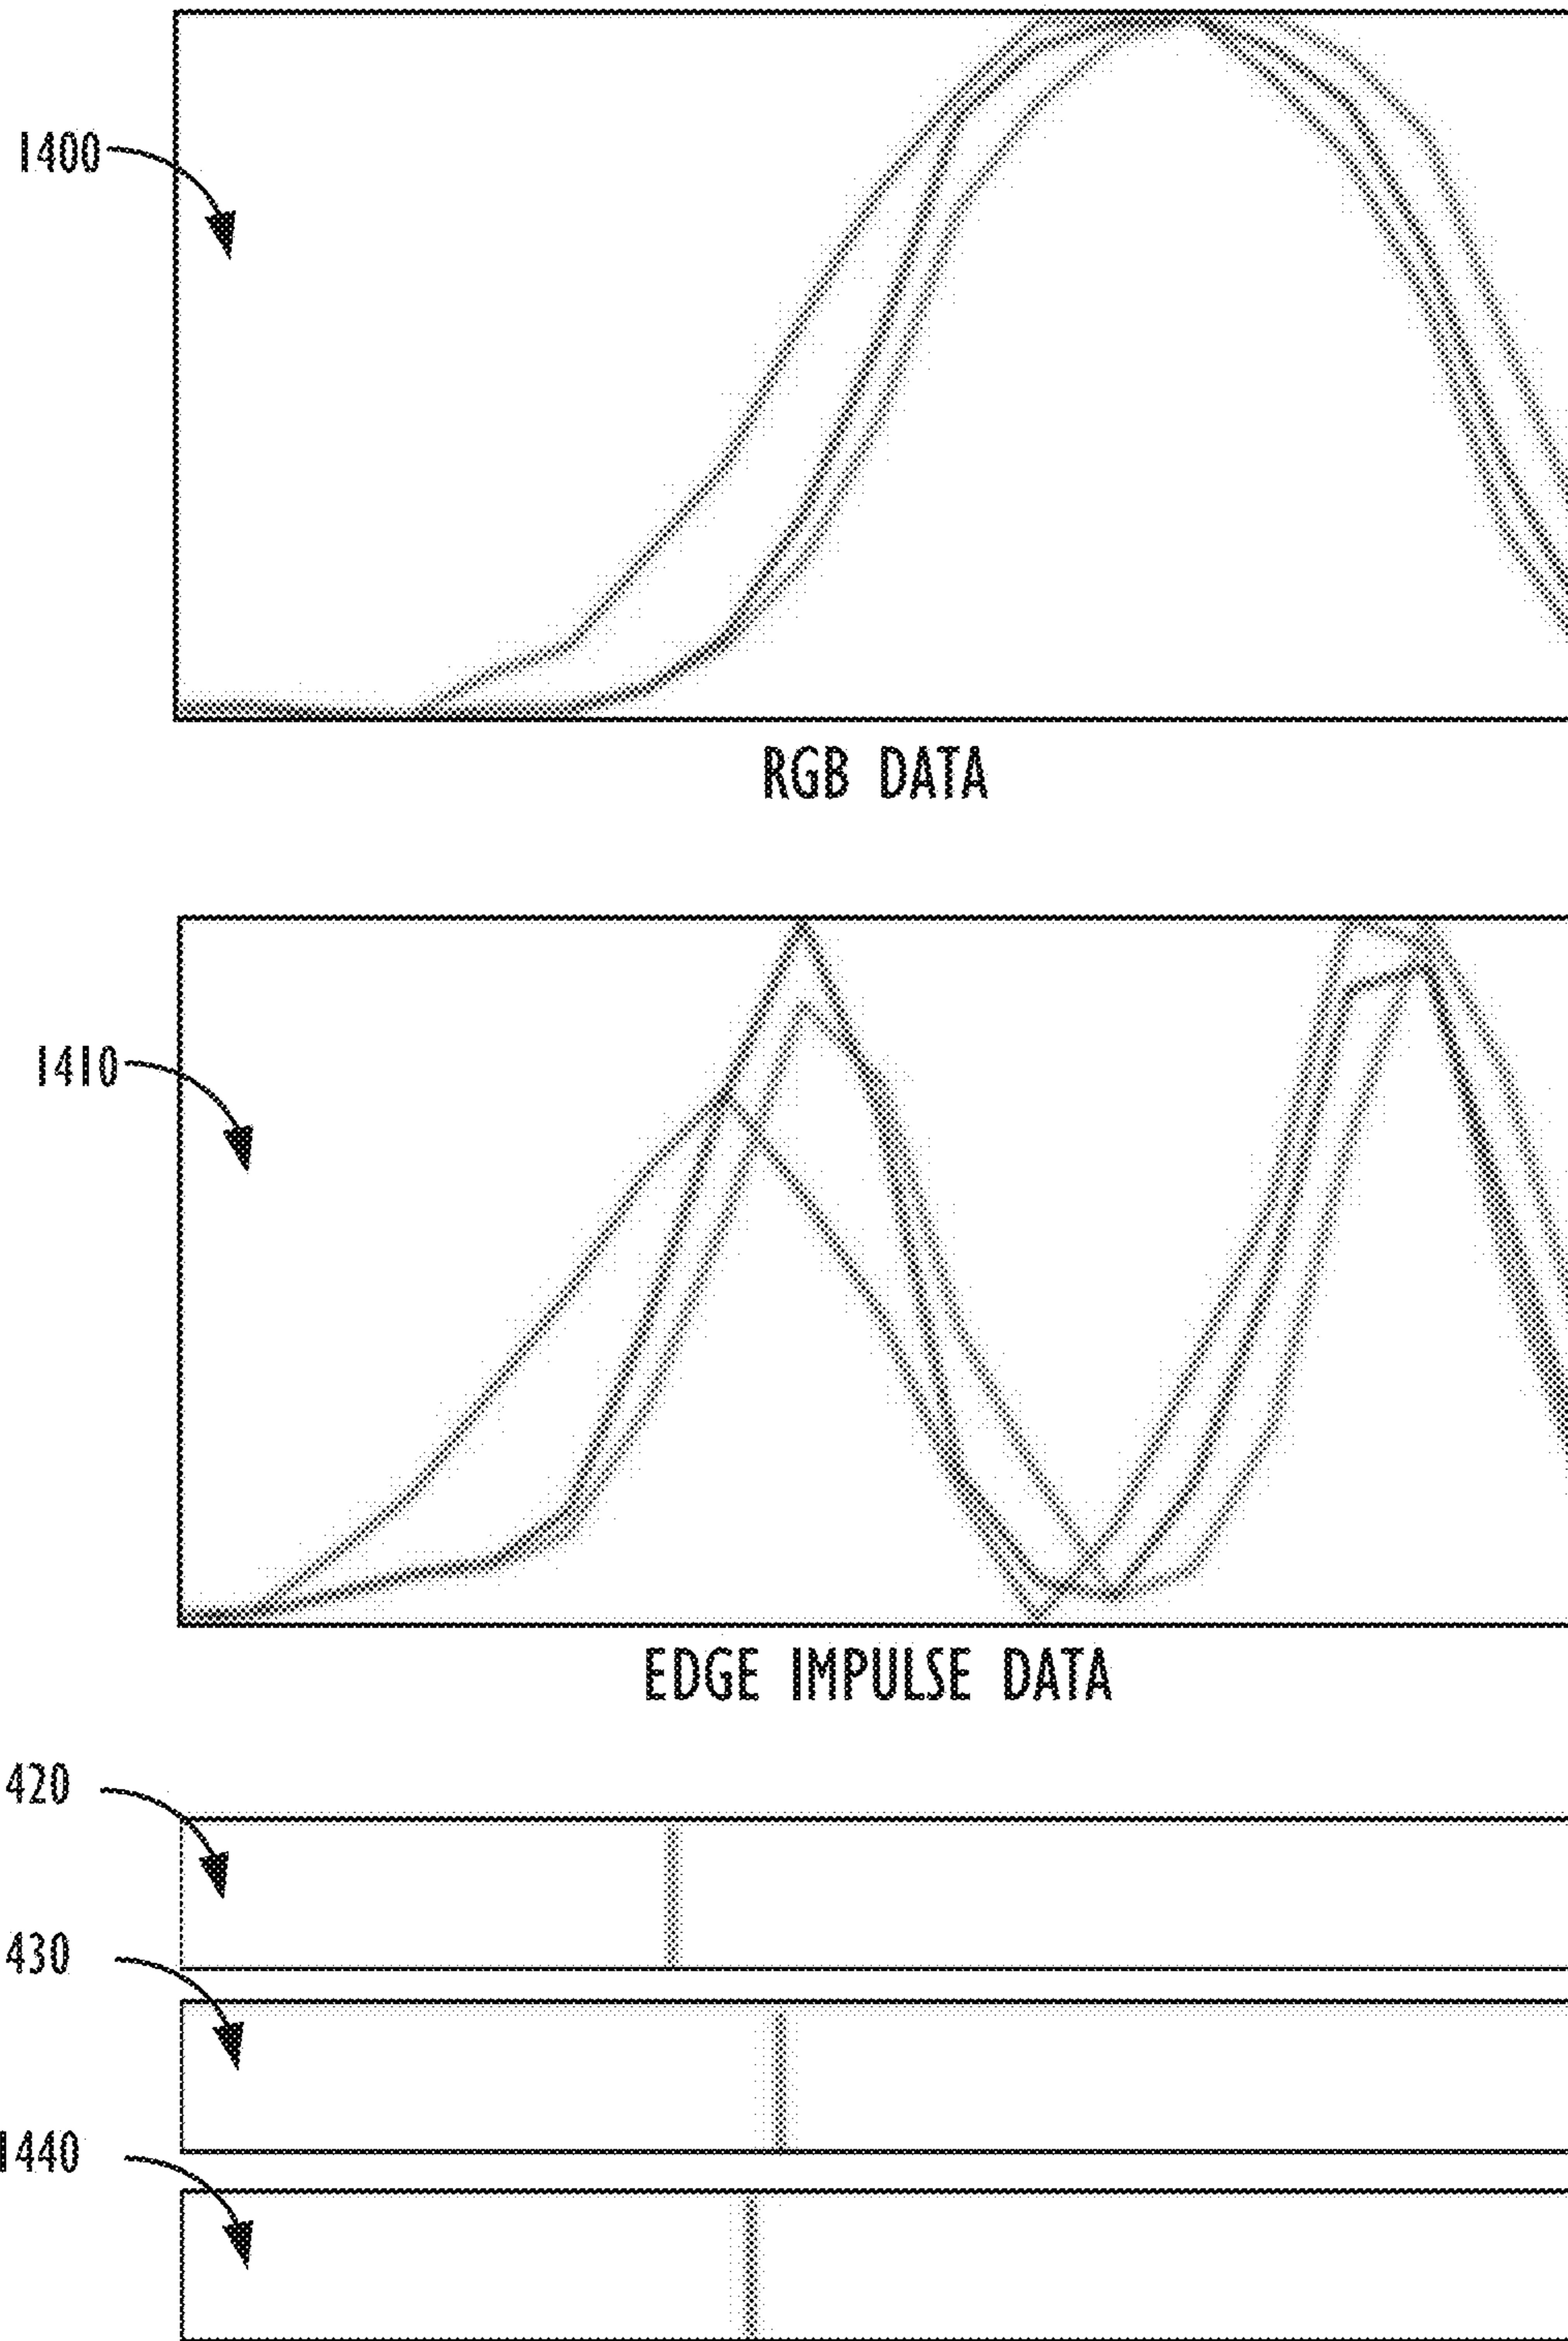 1400
RGB DATA
1410
EDGE IMPULSE DATA
420
430
1440